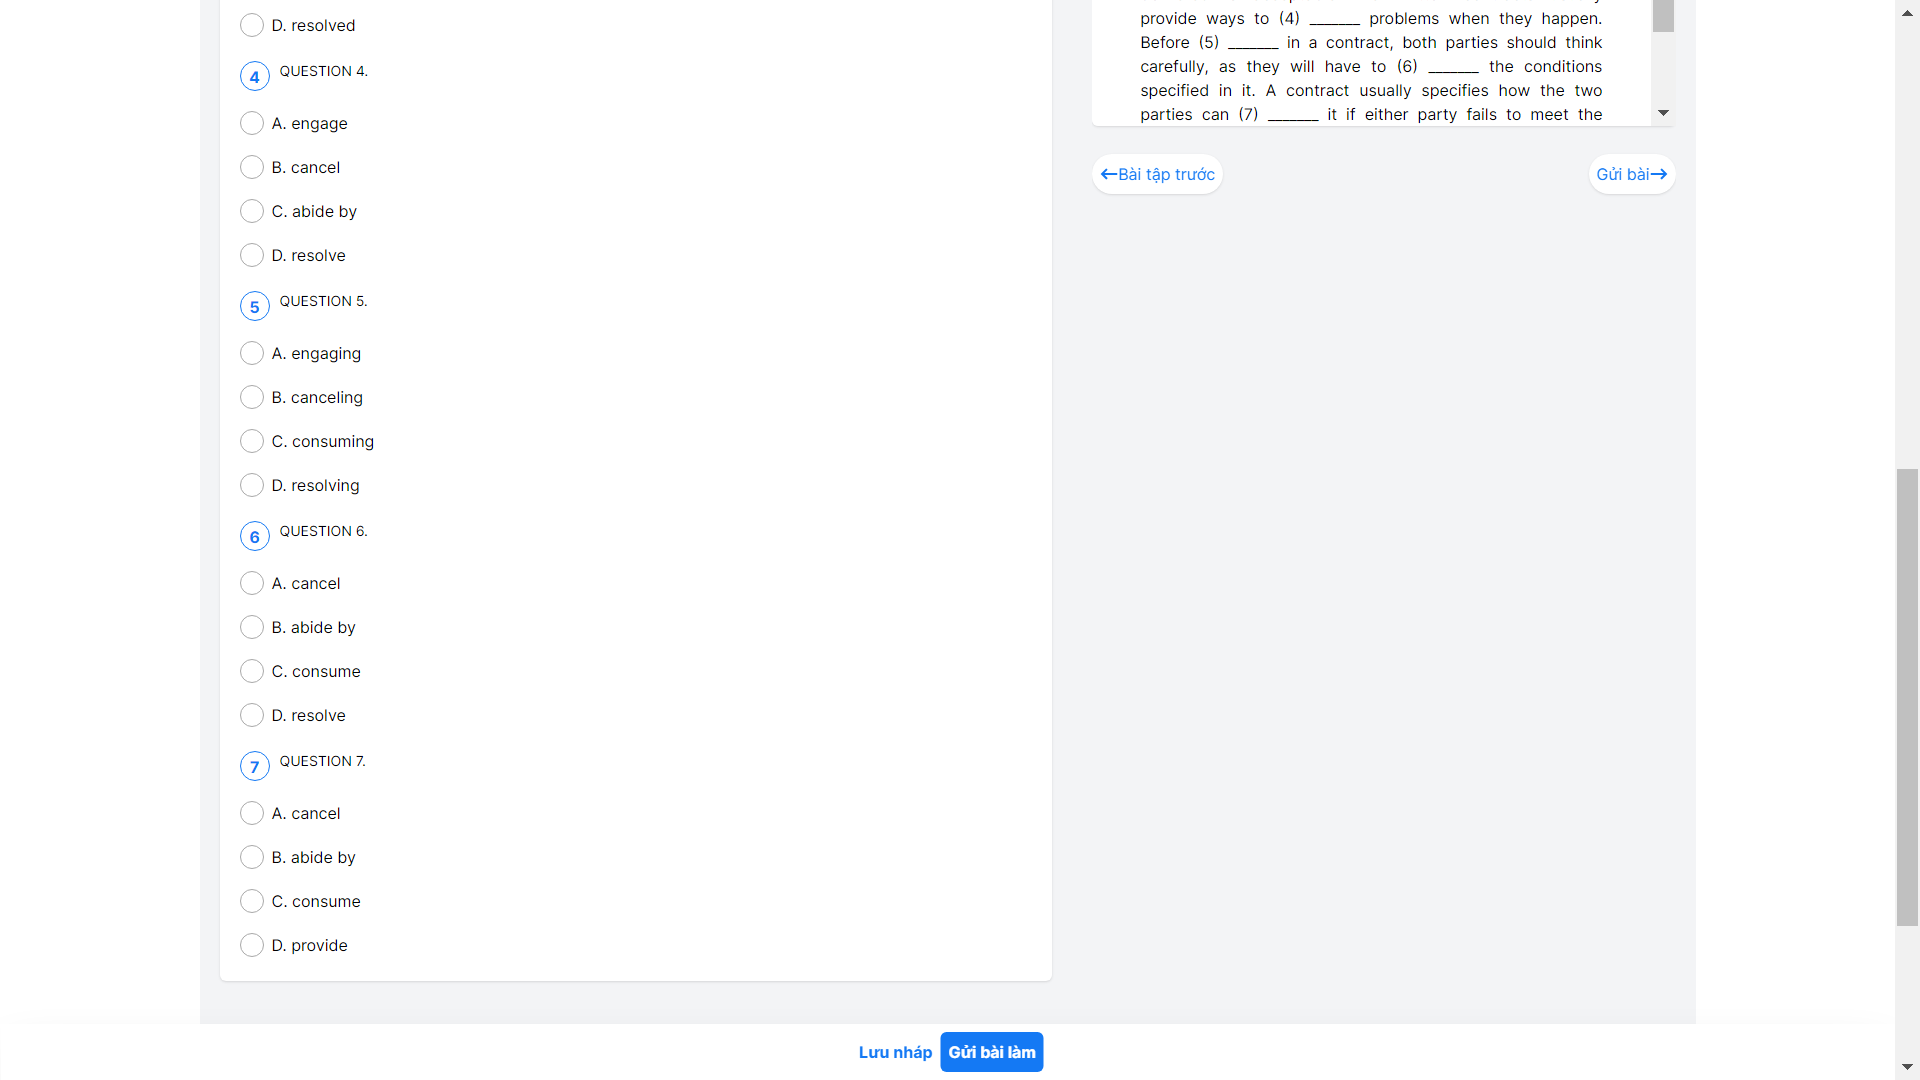 D. resolved
4 QUESTION 4.
A. engage
B. cancel
C. abide by
D. resolve
5 QUESTION 5.
A. engaging
B. canceling
C. consuming
D. resolving
6 QUESTION 6.
A. cancel
B. abide by
C. consume
D. resolve
7 QUESTION 7.
A. cancel
B. abide by
C. consume
D. provide
provide ways to (4) _______ problems when they happen.
Before (5) _______ in a contract, both parties should think
carefully, as they will have to (6) _______ the conditions
specified in it. A contract usually specifies how the two
parties can (7) _______ it if either party fails to meet the
←Bài tập trước
Gửi bài→
Lưu nháp
Gửi bài làm